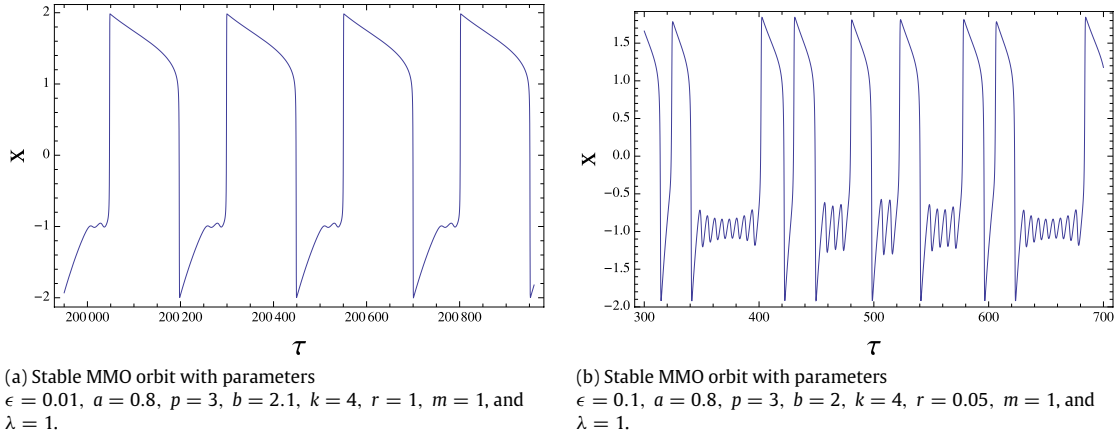 2
1
0
−1
−2
X
200 000
200 200
200 400
200 600
200 800
τ
(a) Stable MMO orbit with parameters
ϵ = 0.01, a = 0.8, p = 3, b = 2.1, k = 4, r = 1, m = 1, and
λ = 1.
1.5
1.0
0.5
0.0
−0.5
−1.0
−1.5
−2.0
X
300
400
500
600
700
τ
(b) Stable MMO orbit with parameters
ϵ = 0.1, a = 0.8, p = 3, b = 2, k = 4, r = 0.05, m = 1, and
λ = 1.